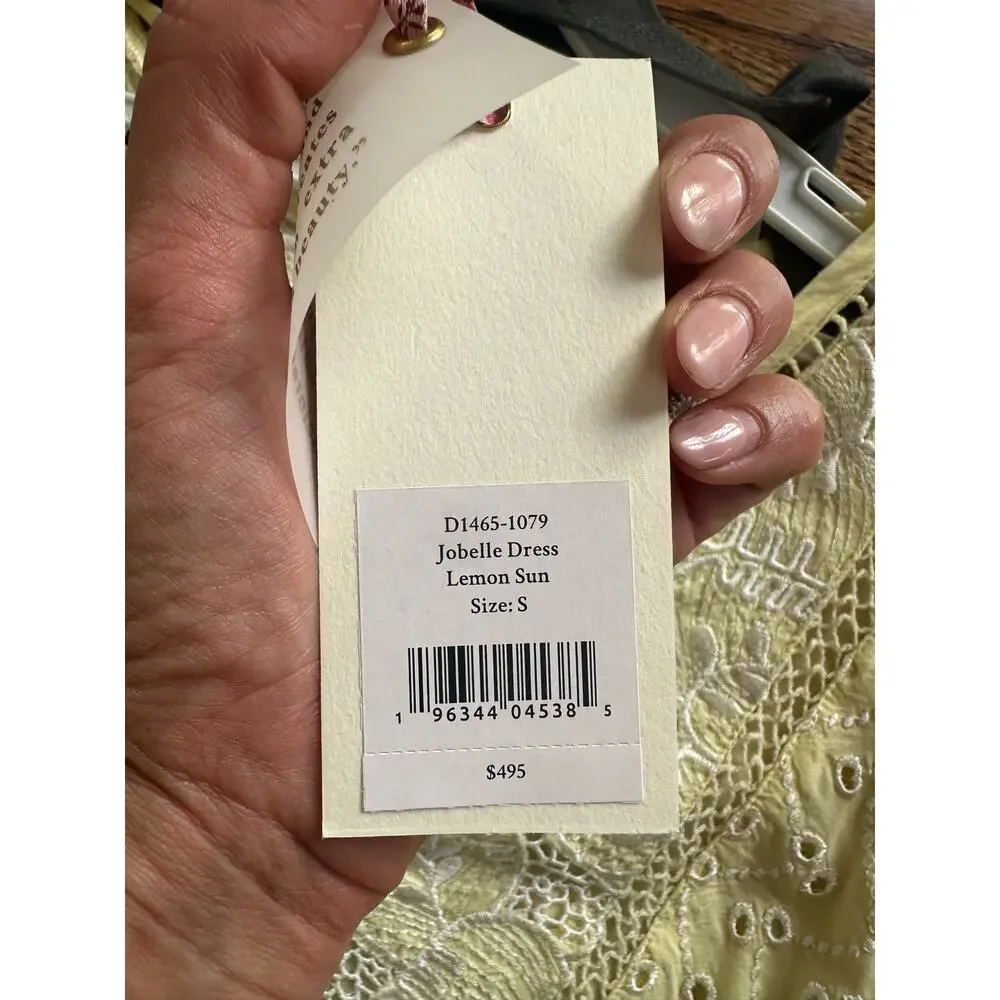 extra
beauty.”
D1465-1079
Jobelle Dress
Lemon Sun
Size: S
1 96344 04538 5
$495